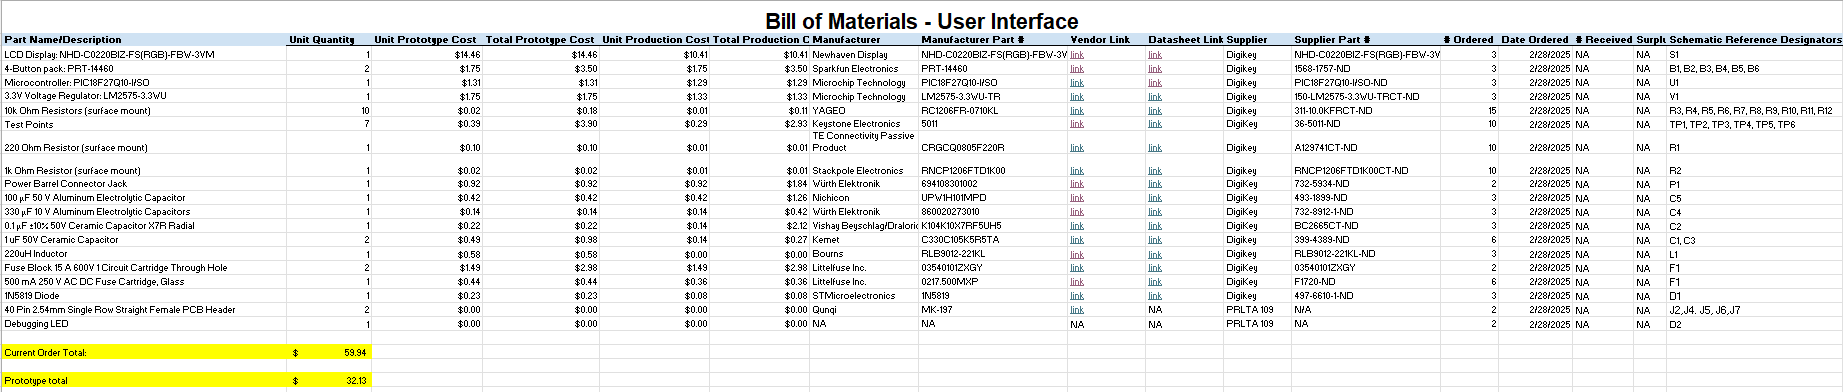 Bill of Materials - User Interface
Part Name/Description Unit Quantity Unit Prototype Cost Total Prototype Cost Unit Production Cost Total Production C Manufacturer Manufacturer Part # Vendor Link Datasheet Link Supplier Supplier Part # # Ordered Date Ordered # Received Surplu Schematic Reference Designators
LCD Display: NHD-C0220BIZ-FS(RGB)-FBW-3VM 1 $14.46 $14.46 $10.41 $10.41 Newhaven Display NHD-C0220BIZ-FS(RGB)-FBW-3V link link Digikey NHD-C0220BIZ-FS(RGB)-FBW-3V 3 2/28/2025 NA NA S1
4-Button pack: PRT-14460 2 $1.75 $3.50 $1.75 $3.50 Sparkfun Electronics PRT-14460 link link Digikey 1568-1757-ND 3 2/28/2025 NA NA B1, B2, B3, B4, B5, B6
Microcontroller: PIC18F27Q10-I/SO 1 $1.31 $1.31 $1.29 $1.29 Microchip Technology PIC18F27Q10-I/SO link link Digikey PIC18F27Q10-I/SO-ND 3 2/28/2025 NA NA U1
3.3V Voltage Regulator: LM2575-3.3WU 1 $1.75 $1.75 $1.33 $1.33 Microchip Technology LM2575-3.3WU-TR link link Digikey 150-LM2575-3.3WU-TRCT-ND 3 2/28/2025 NA NA V1
10k Ohm Resistors (surface mount) 10 $0.02 $0.18 $0.01 $0.11 YAGEO RC1206FR-0710KL link link DigiKey 311-10.0KFRCT-ND 15 2/28/2025 NA NA R3, R4, R5, R6, R7, R8, R9, R10, R11, R12
Test Points 7 $0.39 $3.90 $0.29 $2.93 Keystone Electronics 5011 link link DigiKey 36-5011-ND 10 2/28/2025 NA NA TP1, TP2, TP3, TP4, TP5, TP6
TE Connectivity Passive
220 Ohm Resistor (surface mount) 1 $0.10 $0.10 $0.01 $0.01 Product CRGCQ0805F220R link link Digikey A129741CT-ND 10 2/28/2025 NA NA R1
1k Ohm Resistor (surface mount) 1 $0.02 $0.02 $0.01 $0.01 Stackpole Electronics RNCP1206FTD1K00 link link Digikey RNCP1206FTD1K00CT-ND 10 2/28/2025 NA NA R2
Power Barrel Connector Jack 1 $0.92 $0.92 $0.92 $1.84 Würth Elektronik 694108301002 link link Digikey 732-5934-ND 2 2/28/2025 NA NA P1
100 µF 50 V Aluminum Electrolytic Capacitor 1 $0.42 $0.42 $0.42 $1.26 Nichicon UPW1H101MPD link link Digikey 493-1899-ND 3 2/28/2025 NA NA C5
330 µF 10 V Aluminum Electrolytic Capacitors 1 $0.14 $0.14 $0.14 $0.42 Würth Elektronik 860020273010 link link Digikey 732-8912-1-ND 3 2/28/2025 NA NA C4
0.1 µF ±10% 50V Ceramic Capacitor X7R Radial 1 $0.22 $0.22 $0.14 $2.12 Vishay Beyschlag/Draloric K104K10X7RF5UH5 link link Digikey BC2665CT-ND 3 2/28/2025 NA NA C2
1 uF 50V Ceramic Capacitor 2 $0.49 $0.98 $0.14 $0.27 Kemet C330C105K5R5TA link link DigiKey 399-4389-ND 6 2/28/2025 NA NA C1, C3
220uH Inductor 1 $0.58 $0.58 $0.00 $0.00 Bourns RLB9012-221KL link link Digikey RLB9012-221KL-ND 3 2/28/2025 NA NA L1
Fuse Block 15 A 600V 1 Circuit Cartridge Through Hole 2 $1.49 $2.98 $1.49 $2.98 Littelfuse Inc. 03540101ZXGY link link Digikey 03540101ZXGY 2 2/28/2025 NA NA F1
500 mA 250 V AC DC Fuse Cartridge, Glass 1 $0.44 $0.44 $0.36 $0.36 Littelfuse Inc. 0217.500MXP link link Digikey F1720-ND 6 2/28/2025 NA NA F1
1N5819 Diode 1 $0.23 $0.23 $0.08 $0.08 STMicroelectronics 1N5819 link link Digikey 497-6610-1-ND 3 2/28/2025 NA NA D1
40 Pin 2.54mm Single Row Straight Female PCB Header 2 $0.00 $0.00 $0.00 $0.00 Qunqi MK-197 link NA PRLTA 109 N/A 2 2/28/2025 NA NA J2,J4. J5, J6,J7
Debugging LED 1 $0.00 $0.00 $0.00 $0.00 NA NA NA NA PRLTA 109 NA 2 2/28/2025 NA NA D2
Current Order Total: $ 59.94
Prototype total $ 32.13